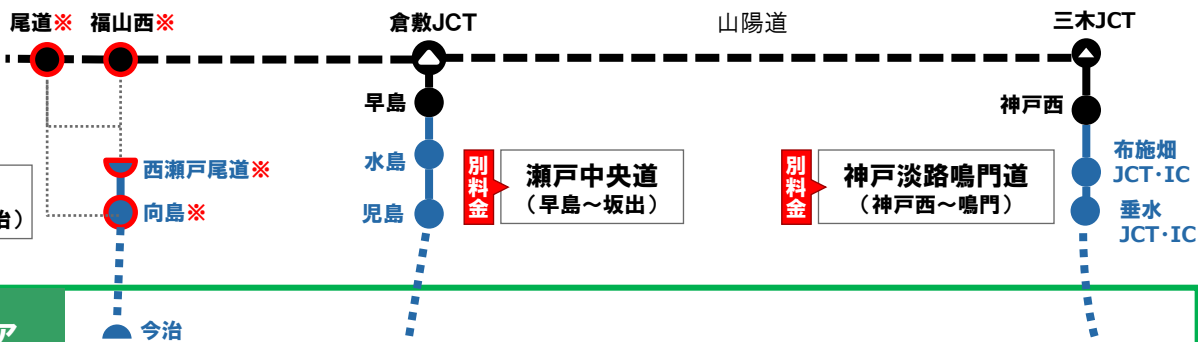 尾道※
福山西※
倉敷JCT
山陽道
三木JCT
早島
神戸西
西瀬戸尾道※
水島
別料金
瀬戸中央道
(早島〜坂出)
別料金
神戸淡路鳴門道
(神戸西〜鳴門)
布施畑
JCT・IC
治)
向島※
児島
垂水
JCT・IC
ア
今治